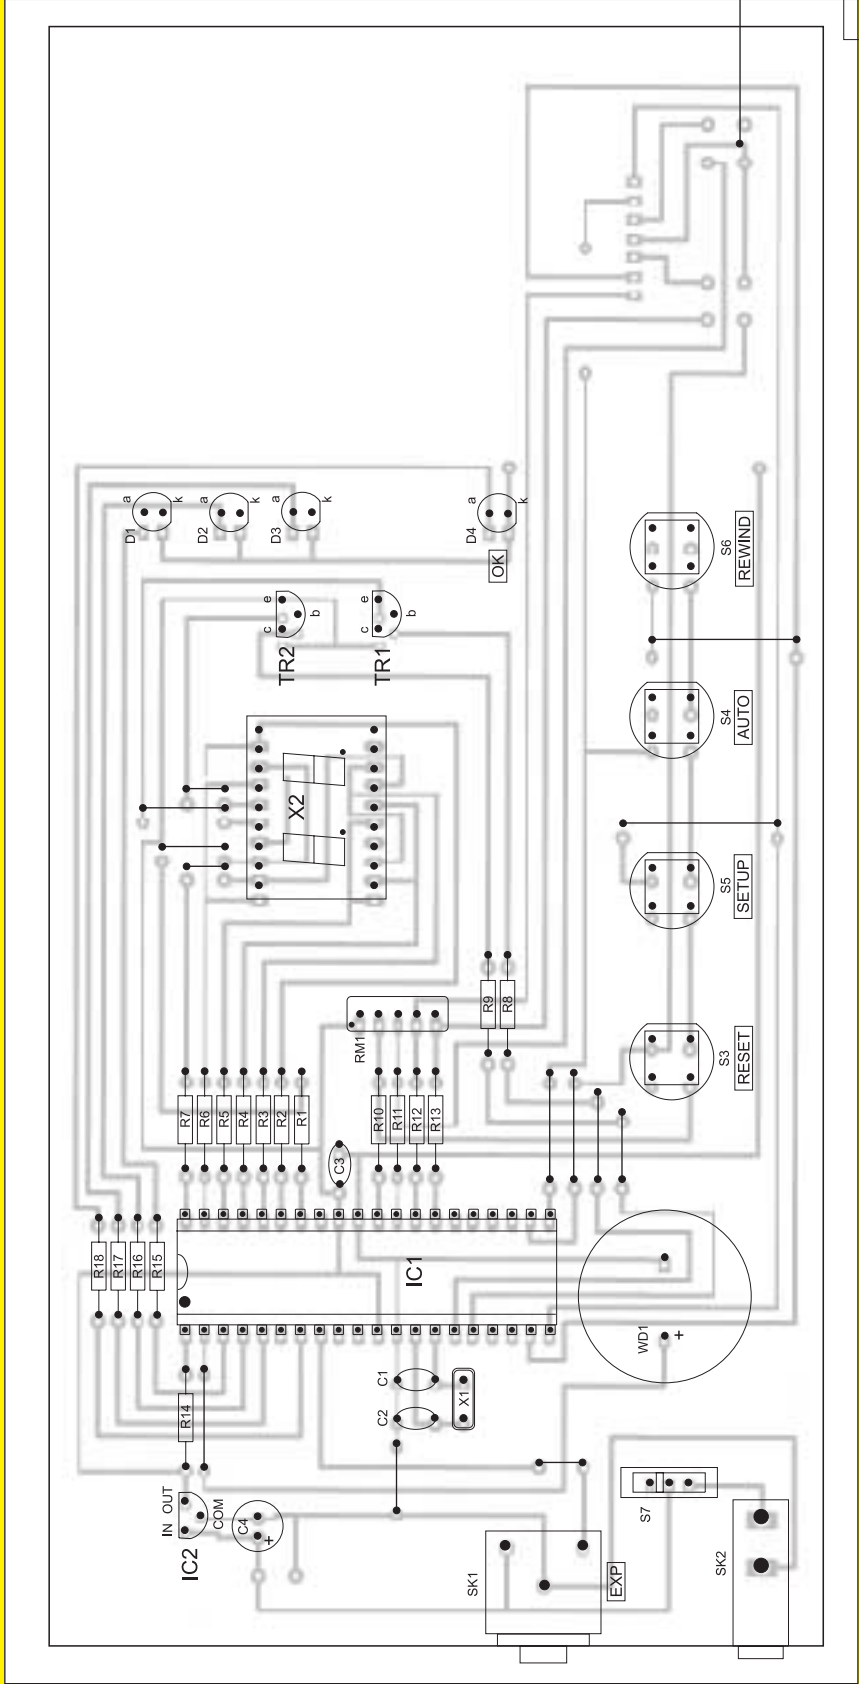 a
k
D1
a
k
D2
a
k
D3
a
k
D4
OK
e
b
c
TR2
e
b
c
TR1
X2
S6
REWIND
S4
AUTO
S5
SETUP
S3
RESET
R9
R8
RM1
R7
R6
R5
R4
R3
R2
R1
R10
R11
R12
R13
C3
R18
R17
R16
R15
IC1
WD1
+
C1
C2
X1
R14
IN
OUT
COM
IC2
C4
+
S7
SK1
EXP
SK2